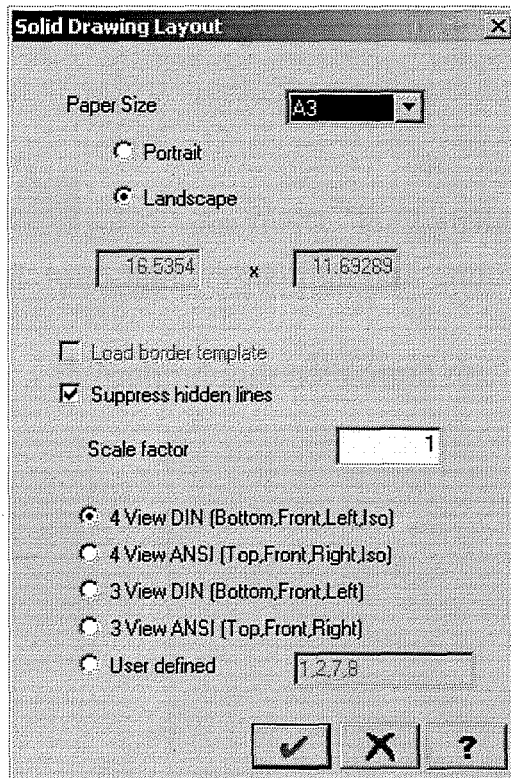 Solid Drawing Layout
Paper Size
A3
Portrait
Landscape
16.5354 x 11.69289
Load border template
Suppress hidden lines
Scale factor 1
4 View DIN (Bottom,Front,Left,Iso)
4 View ANSI (Top,Front,Right,Iso)
3 View DIN (Bottom,Front,Left)
3 View ANSI (Top,Front,Right)
User defined 1,2,7,8
?